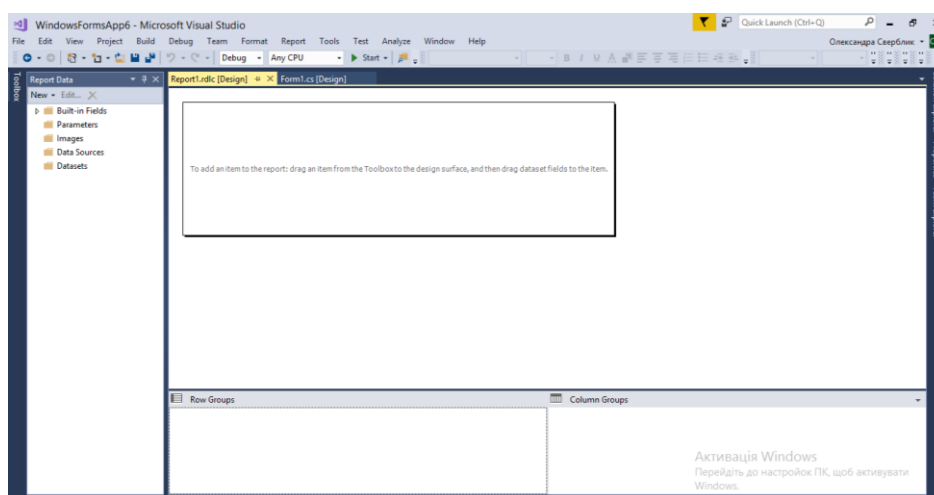 WindowsFormsApp6 - Microsoft Visual Studio
Quick Launch (Ctrl+Q)
File Edit View Project Build Debug Team Format Report Tools Test Analyze Window Help
Олександра Сверблик
Debug Any CPU Start
B I U A
Toolbox
Report Data
Report1.rdlc [Design] Form1.cs [Design]
New Edit...
Built-in Fields
Parameters
Images
Data Sources
Datasets
To add an item to the report: drag an item from the Toolbox to the design surface, and then drag dataset fields to the item.
Row Groups
Column Groups
Активація Windows
Перейдіть до настройок ПК, щоб активувати
Windows.